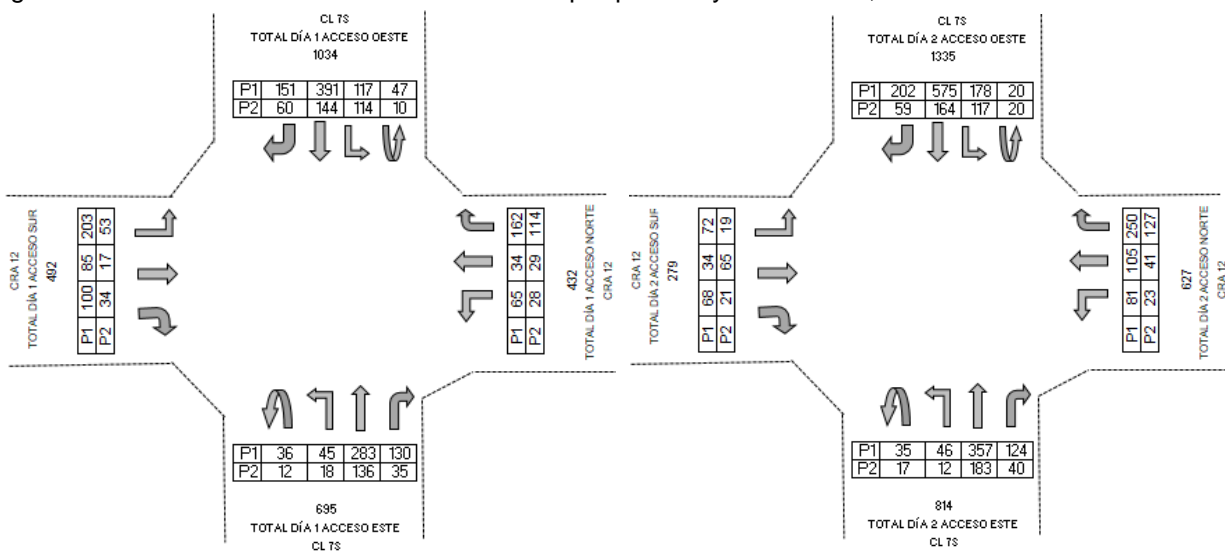 CL 7S
TOTAL DÍA 1 ACCESO OESTE
1034
P1 151 391 117 47
P2 60 144 114 10
CRA 12
TOTAL DÍA 1 ACCESO SUR
492
P1 100 85 203
P2 34 17 53
P1 65 34 162
P2 28 29 114
432
TOTAL DÍA 1 ACCESO NORTE
CRA 12
P1 36 45 283 130
P2 12 18 136 35
695
TOTAL DÍA 1 ACCESO ESTE
CL 7S
CL 7S
TOTAL DÍA 2 ACCESO OESTE
1335
P1 202 575 178 20
P2 59 164 117 20
CRA 12
TOTAL DÍA 2 ACCESO SUR
279
P1 68 34 72
P2 21 65 19
P1 81 105 250
P2 23 41 127
627
TOTAL DÍA 2 ACCESO NORTE
CRA 12
P1 35 46 357 124
P2 17 12 183 40
814
TOTAL DÍA 2 ACCESO ESTE
CL 7S